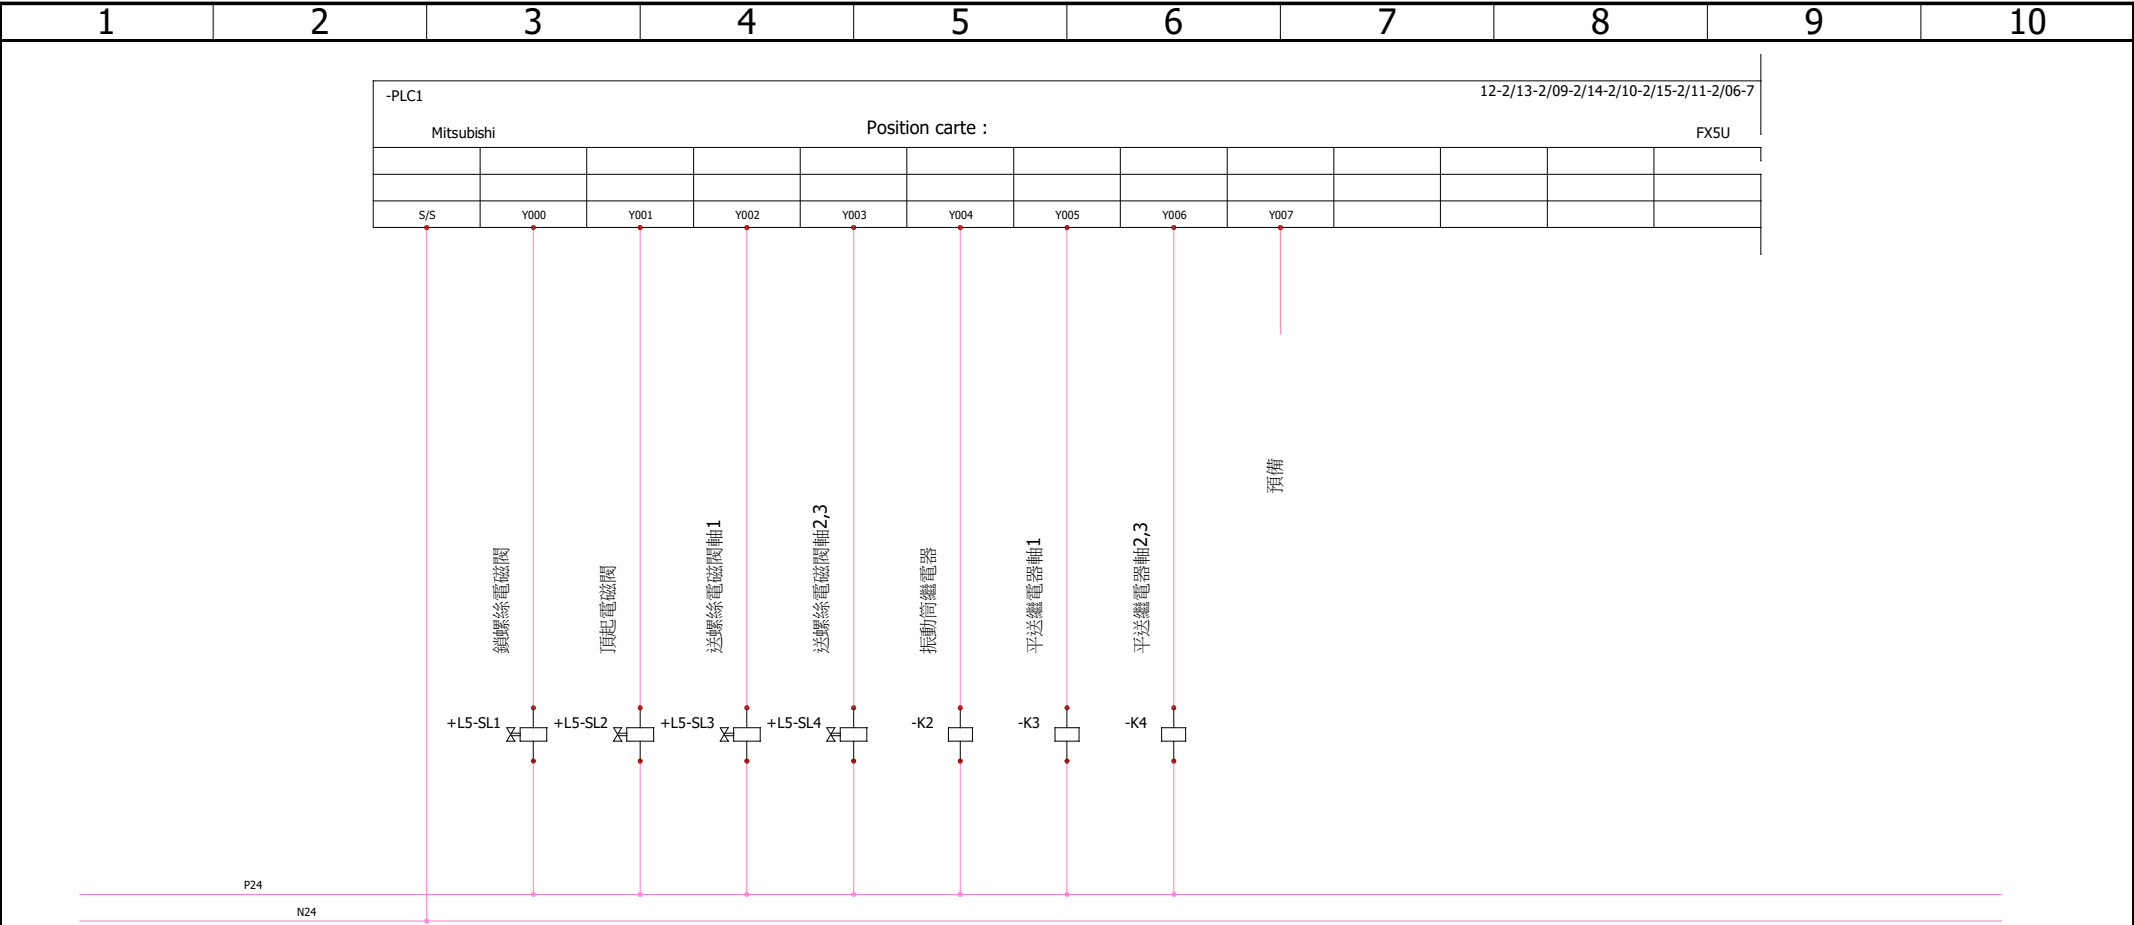 1 2 3 4 5 6 7 8 9 10
-PLC1 12-2/13-2/09-2/14-2/10-2/15-2/11-2/06-7
Mitsubishi Position carte : FX5U
S/S Y000 Y001 Y002 Y003 Y004 Y005 Y006 Y007
鎖螺絲電磁閥
頂起電磁閥
送螺絲電磁閥軸1
送螺絲電磁閥軸2,3
振動筒繼電器
平送繼電器軸1
平送繼電器軸2,3
預備
+L5-SL1 +L5-SL2 +L5-SL3 +L5-SL4 -K2 -K3 -K4
P24
N24